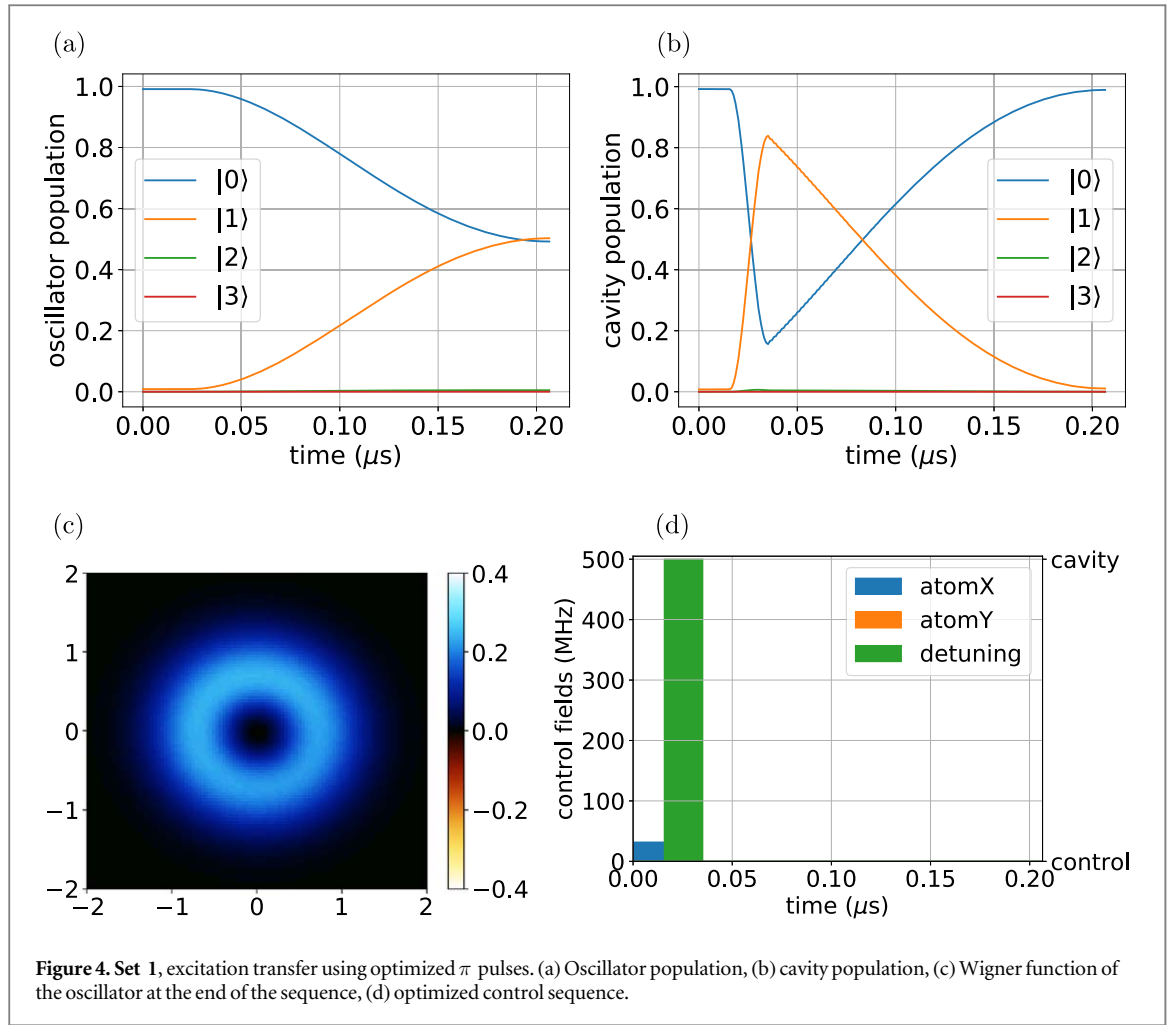 (a)
(b)
1.0
0.8
0.6
0.4
0.2
0.0
oscillator population
|0⟩
|1⟩
|2⟩
|3⟩
0.00 0.05 0.10 0.15 0.20
time (μs)
1.0
0.8
0.6
0.4
0.2
0.0
cavity population
|0⟩
|1⟩
|2⟩
|3⟩
0.00 0.05 0.10 0.15 0.20
time (μs)
(c)
(d)
2
1
0
−1
−2
−2 −1 0 1 2
0.4
0.2
0.0
−0.2
−0.4
500
400
300
200
100
0
control fields (MHz)
atomX
atomY
detuning
cavity
control
0.00 0.05 0.10 0.15 0.20
time (μs)
Figure 4. Set 1, excitation transfer using optimized π pulses. (a) Oscillator population, (b) cavity population, (c) Wigner function of
the oscillator at the end of the sequence, (d) optimized control sequence.